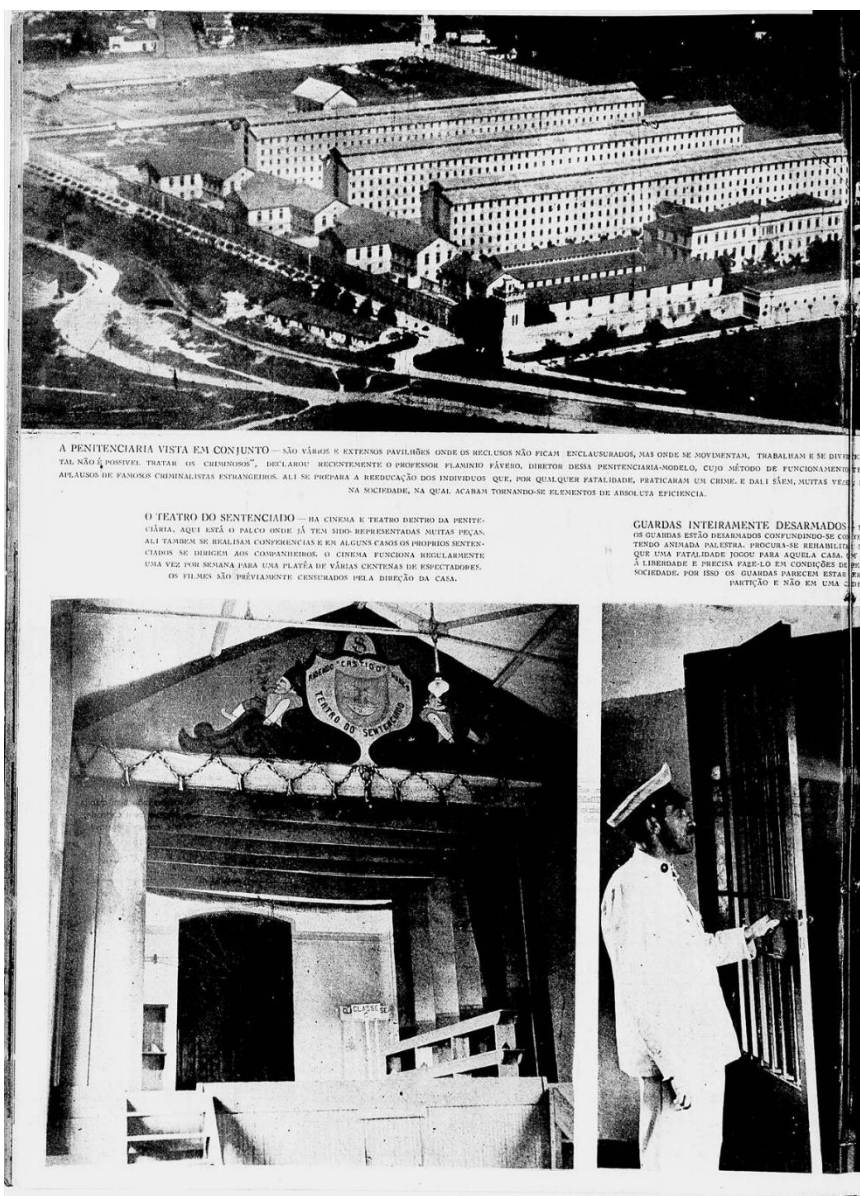 A PENITENCIARIA VISTA EM CONJUNTO — SÃO VÁRIOS E EXTENSOS PAVILHÕES ONDE OS RECLUSOS NÃO FICAM ENCLAUSURADOS, MAS ONDE SE MOVIMENTAM, TRABALHAM E SE
TAL NÃO É POSSIVEL TRATAR OS CRIMINOSOS", DECLAROU RECENTEMENTE O PROFESSOR FLAMINIO FÁVERO, DIRETOR DESSA PENITENCIARIA-MODELO, CUJO MÉTODO DE
APLAUSOS DE FAMOSOS CRIMINALISTAS ESTRANGEIROS. ALI SE PREPARA A REEDUCAÇÃO DOS INDIVIDUOS QUE, POR QUALQUER FATALIDADE, PRATICARAM UM CRIME. E DALI SÁEM, MUITAS
NA SOCIEDADE, NA QUAL ACABAM TORNANDO-SE ELEMENTOS DE ABSOLUTA EFICIENCIA.
O TEATRO DO SENTENCIADO — HA CINEMA E TEATRO DENTRO DA PENITE-
CIÁRIA. AQUI ESTÁ O PALCO ONDE JÁ TEM SIDO REPRESENTADAS MUITAS PEÇAS.
ALI TAMBEM SE REALISAM CONFERENCIAS E EM ALGUNS CASOS OS PROPRIOS SENTEN-
CIADOS SE DIRIGEM AOS COMPANHEIROS. O CINEMA FUNCIONA REGULARMENTE
UMA VEZ POR SEMANA PARA UMA PLATÉA DE VÁRIAS CENTENAS DE ESPECTADORES.
OS FILMES SÃO PRÉVIAMENTE CENSURADOS PELA DIREÇÃO DA CASA.
GUARDAS INTEIRAMENTE DESARMADOS —
OS GUARDAS ESTÃO DESARMADOS CONFUNDINDO-SE
TENDO ANIMADA PALESTRA. PROCURA-SE
QUE UMA FATALIDADE JOGOU PARA AQUELA CASA.
Á LIBERDADE E PRECISA FAZE-LO EM CONDIÇÕES DE
SOCIEDADE. POR ISSO OS GUARDAS PARECEM ESTAR
PARTIÇÃO E NÃO EM UMA
S
RIDENDO "CASTIGO" MORES
TEATRO DO SENTENCIADO
CLASSE